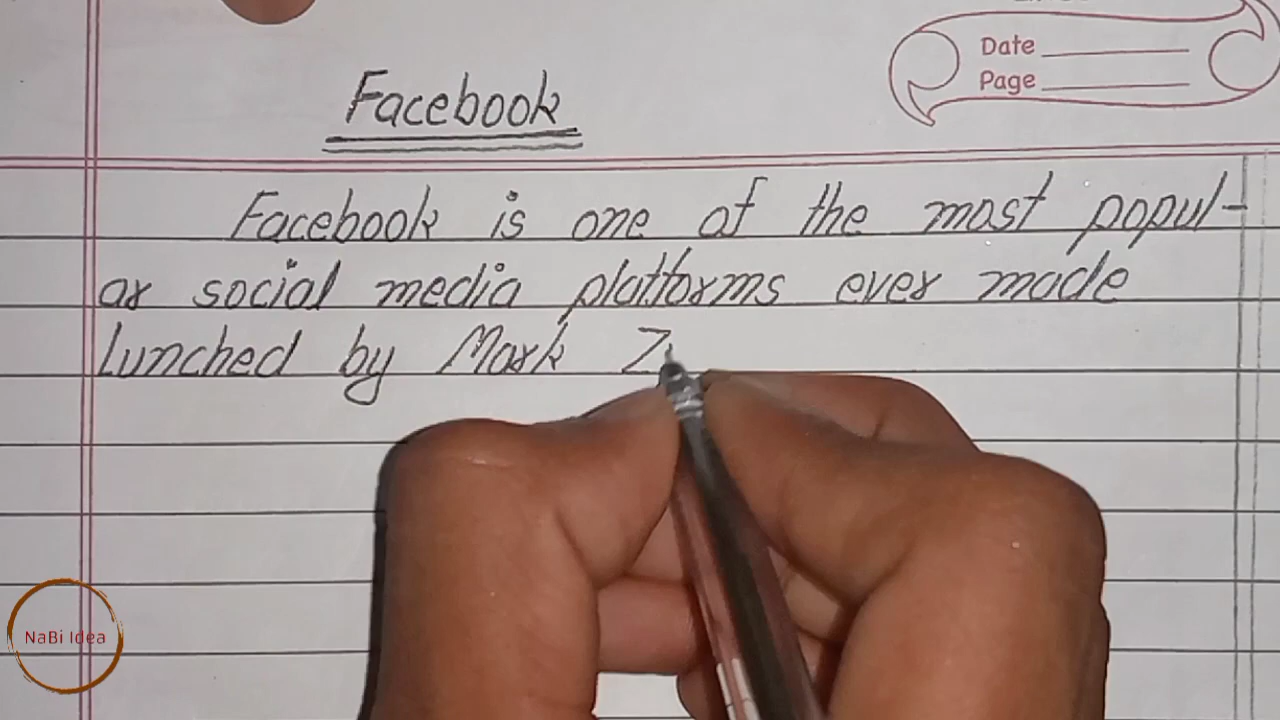 Date
Page
Facebook
Facebook is one of the most popul-
ar social media platforms ever made
lunched by Mark Z
NaBi Idea